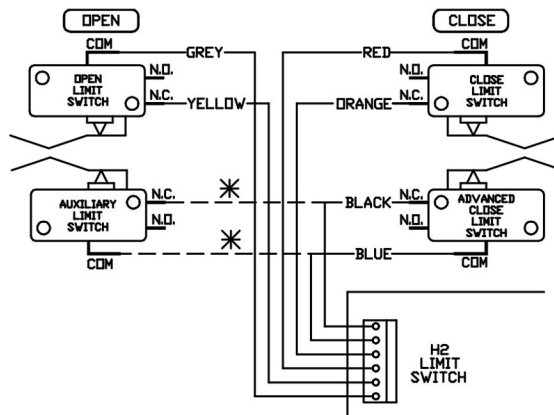 OPEN
CLOSE
COM
GREY
RED
COM
OPEN
LIMIT
SWITCH
N.O.
N.C.
YELLOW
N.O.
N.C.
ORANGE
CLOSE
LIMIT
SWITCH
AUXILIARY
LIMIT
SWITCH
N.C.
N.O.
COM
*
*
BLACK
BLUE
N.C.
N.O.
COM
ADVANCED
CLOSE
LIMIT
SWITCH
H2
LIMIT
SWITCH